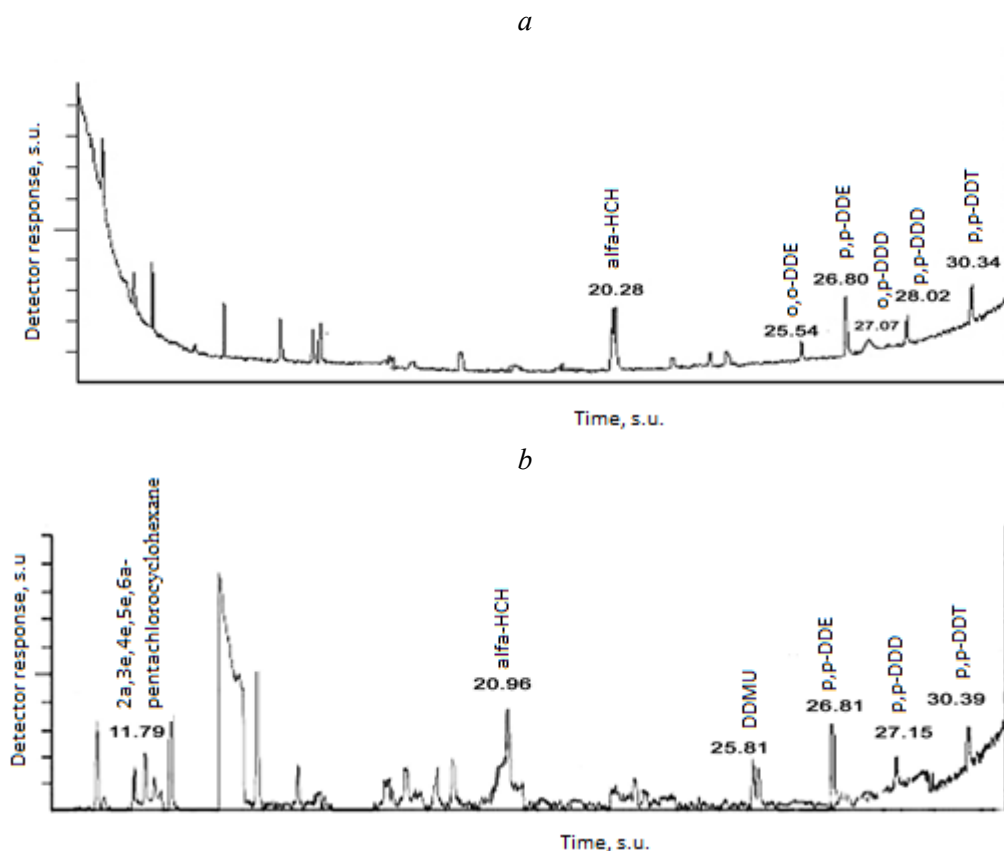 a
Detector response, s.u.
alfa-HCH
20.28
o,o-DDE
25.54
p,p-DDE
26.80
o,p-DDD
27.07
p,p-DDD
28.02
p,p-DDT
30.34
Time, s.u.
b
Detector response, s.u
2a,3e,4e,5e,6a-
pentachlorocyclohexane
11.79
alfa-HCH
20.96
DDMU
25.81
p,p-DDE
26.81
p,p-DDD
27.15
p,p-DDT
30.39
Time, s.u.